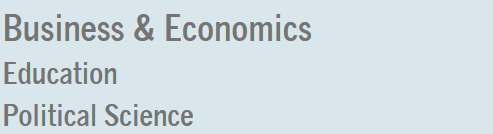 Business & Economics
Education
Political Science